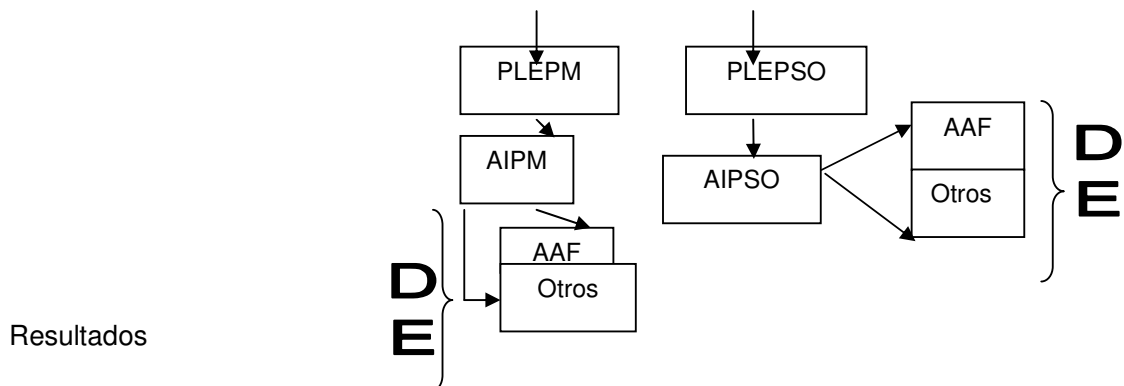 PLEPM
PLEPSO
AAF
D
AIPM
AIPSO
Otros
E
AAF
D
Otros
Resultados
E